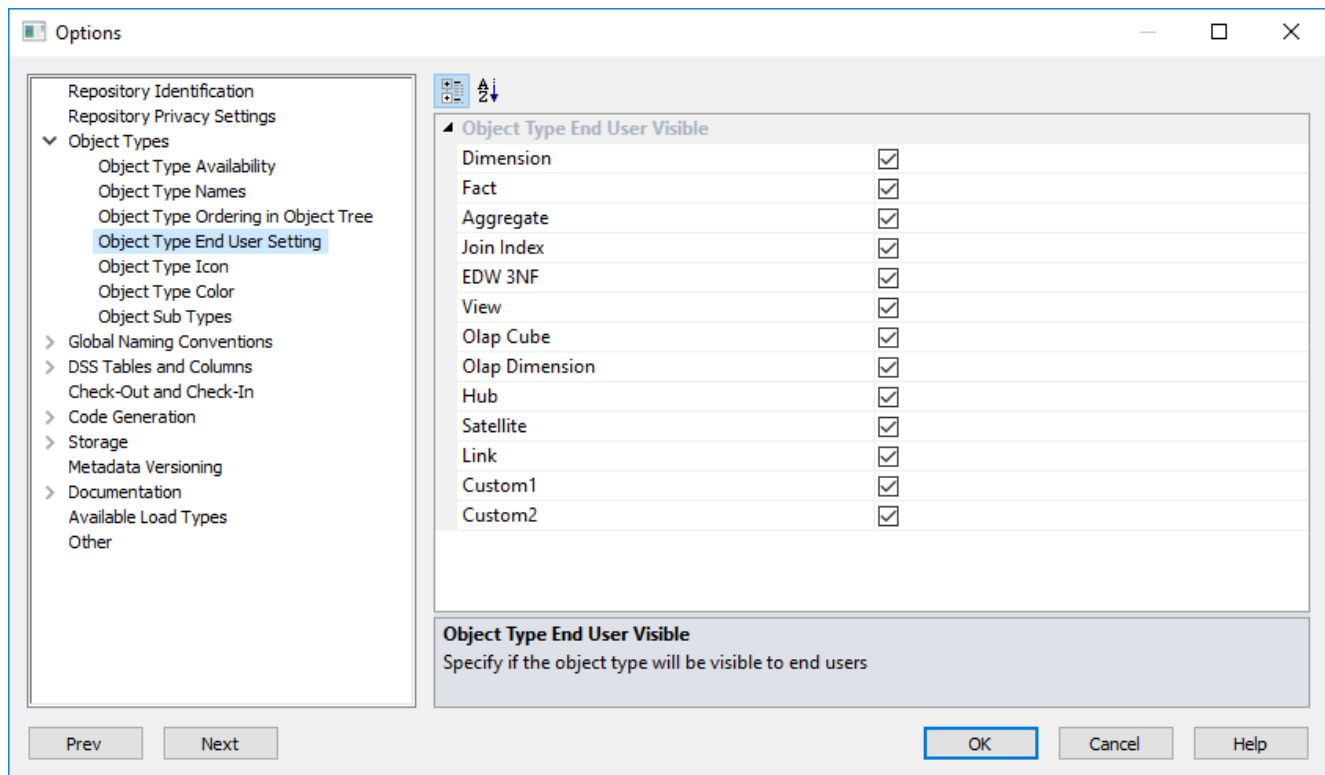 Options
Repository Identification
Repository Privacy Settings
Object Types
Object Type Availability
Object Type Names
Object Type Ordering in Object Tree
Object Type End User Setting
Object Type Icon
Object Type Color
Object Sub Types
Global Naming Conventions
DSS Tables and Columns
Check-Out and Check-In
Code Generation
Storage
Metadata Versioning
Documentation
Available Load Types
Other
A
Z
Object Type End User Visible
Dimension
Fact
Aggregate
Join Index
EDW 3NF
View
Olap Cube
Olap Dimension
Hub
Satellite
Link
Custom1
Custom2
Object Type End User Visible
Specify if the object type will be visible to end users
Prev Next OK Cancel Help